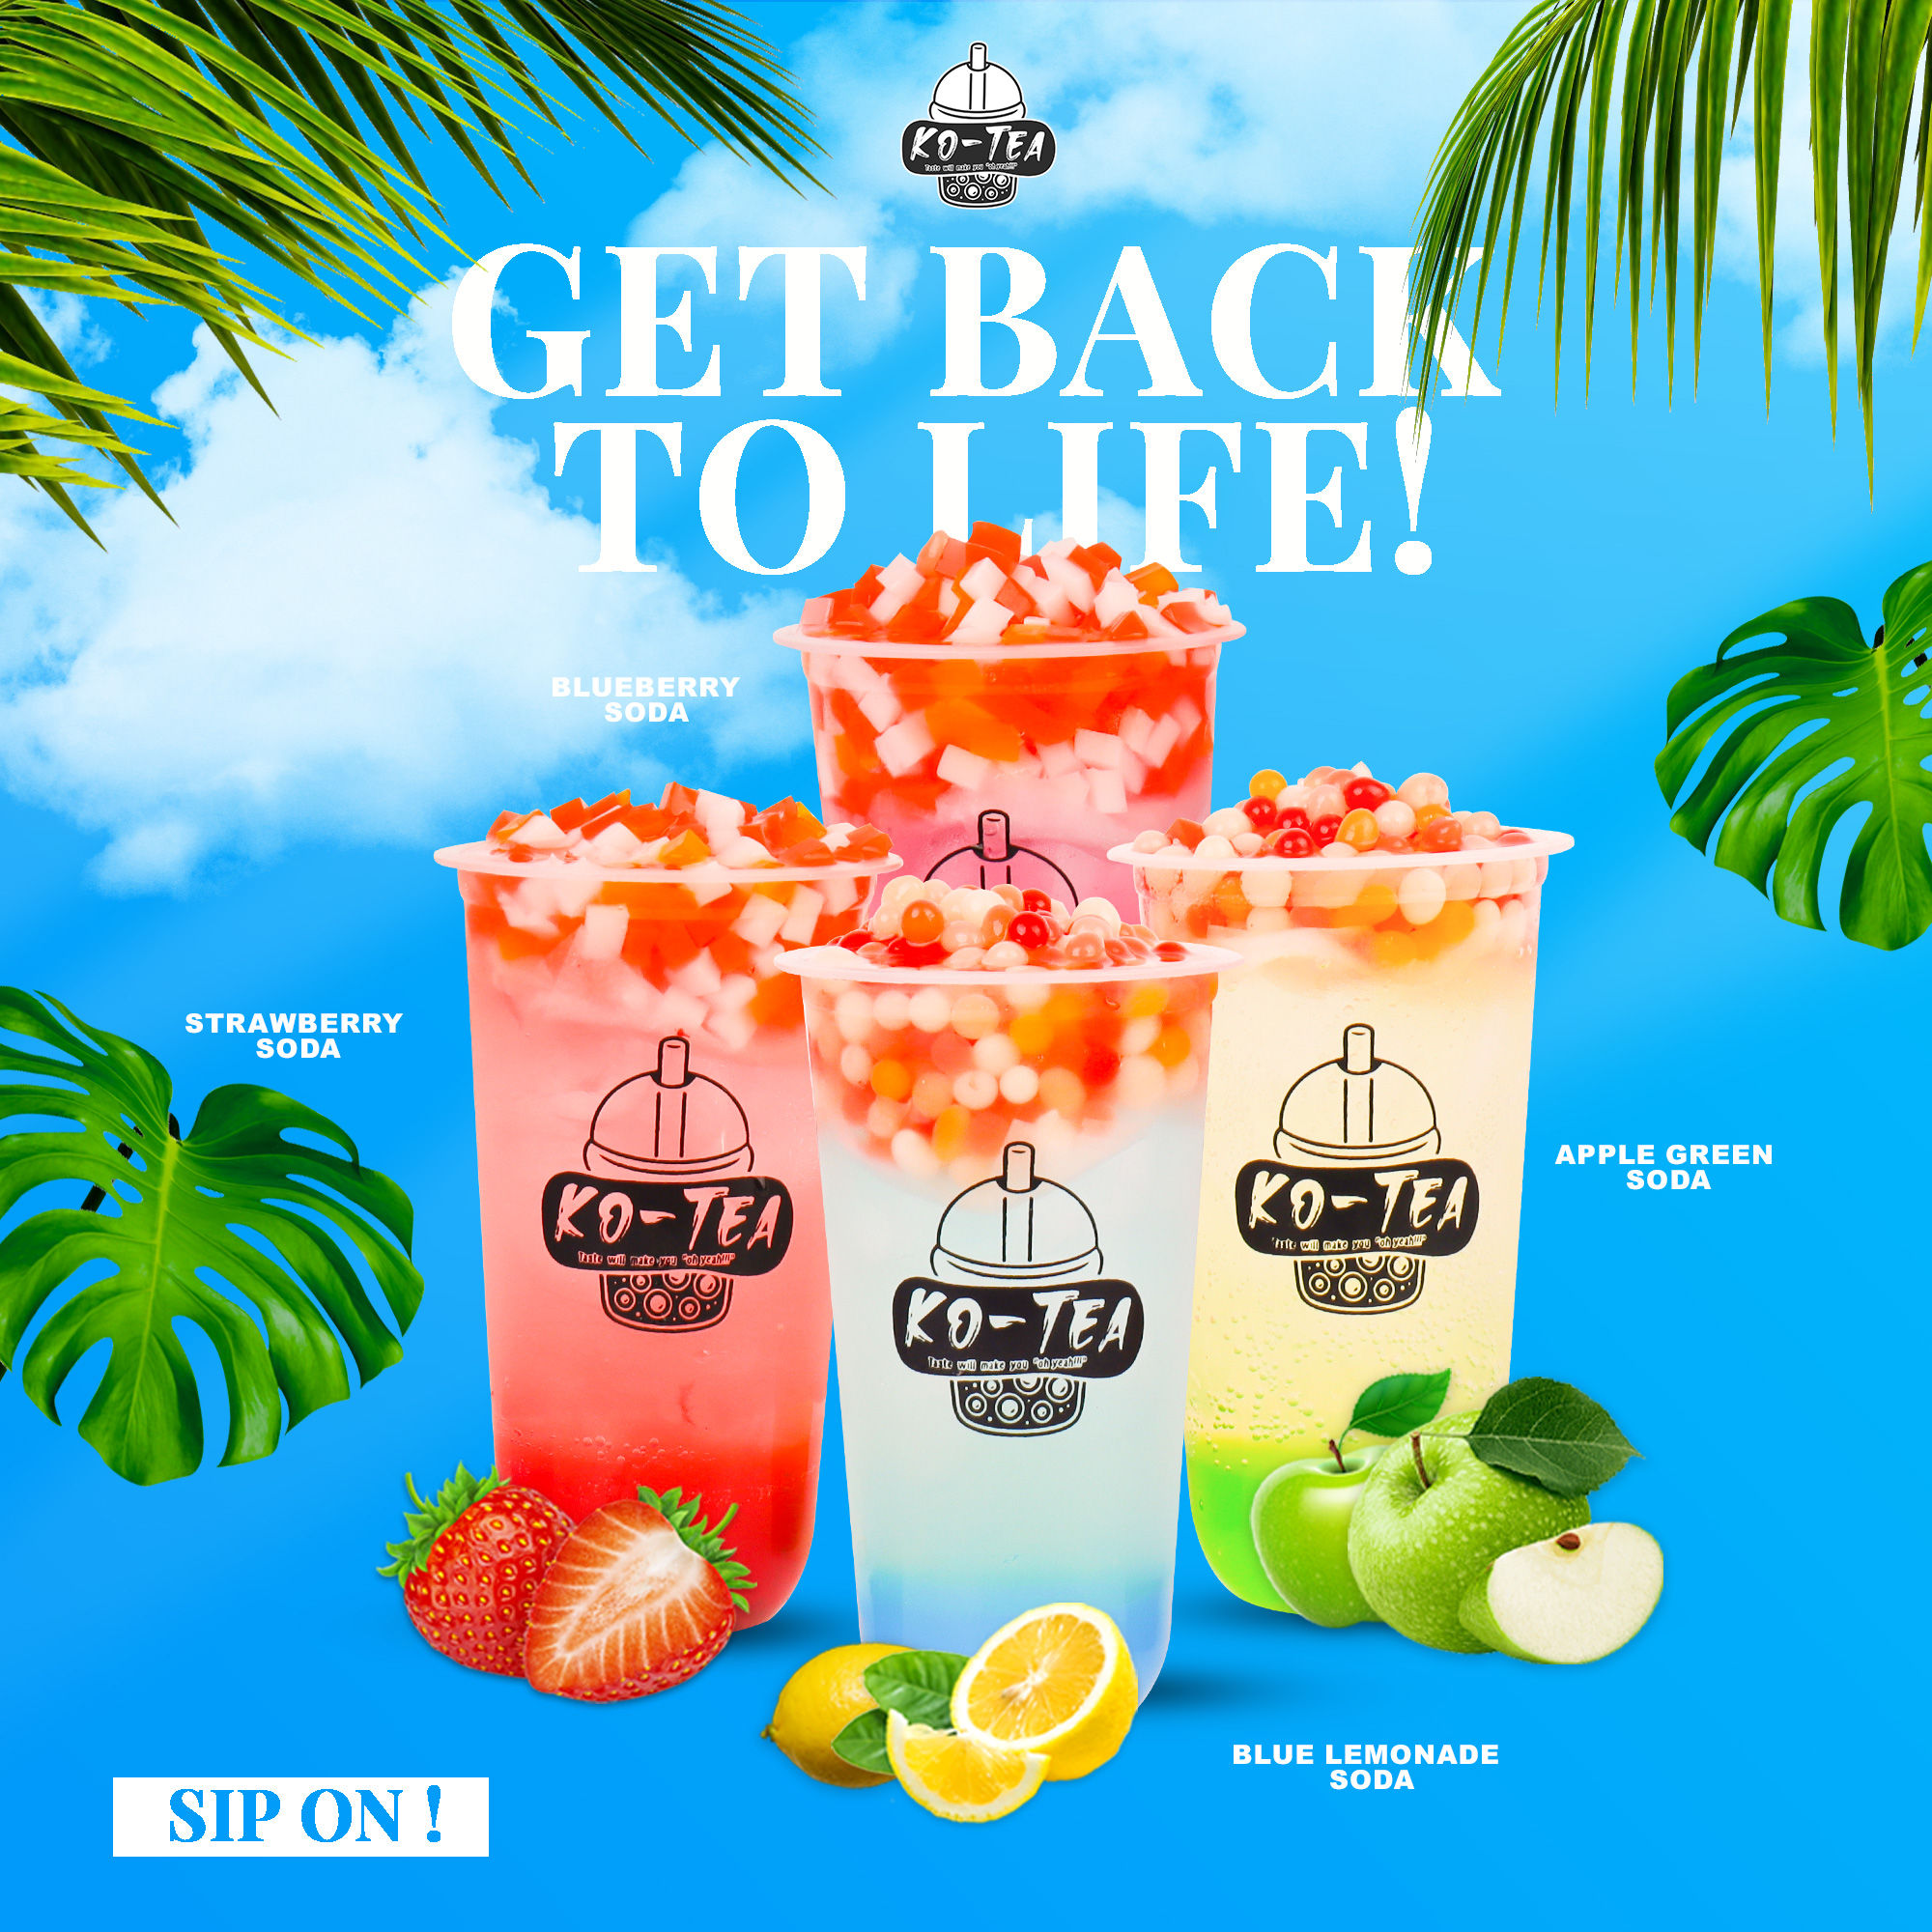 KO-TEA
Taste will make you "oh yeah!!!"
GET BACK
TO LIFE!
BLUEBERRY
SODA
STRAWBERRY
SODA
APPLE GREEN
SODA
KO-TEA
Taste will make you "oh yeah!!!"
KO-TEA
Taste will make you "oh yeah!!!"
KO-TEA
Taste will make you "oh yeah!!!"
BLUE LEMONADE
SODA
SIP ON !